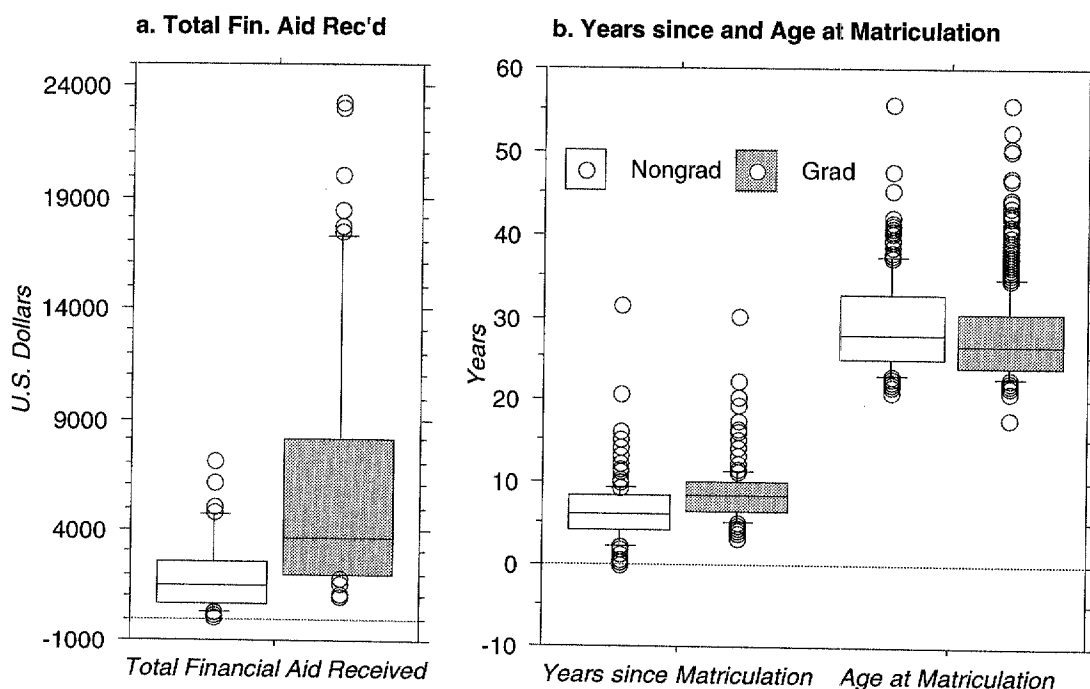 a. Total Fin. Aid Rec'd
24000
19000
14000
9000
4000
-1000
U.S. Dollars
Total Financial Aid Received
b. Years since and Age at Matriculation
60
50
40
30
20
10
0
-10
Years
Nongrad
Grad
Years since Matriculation
Age at Matriculation